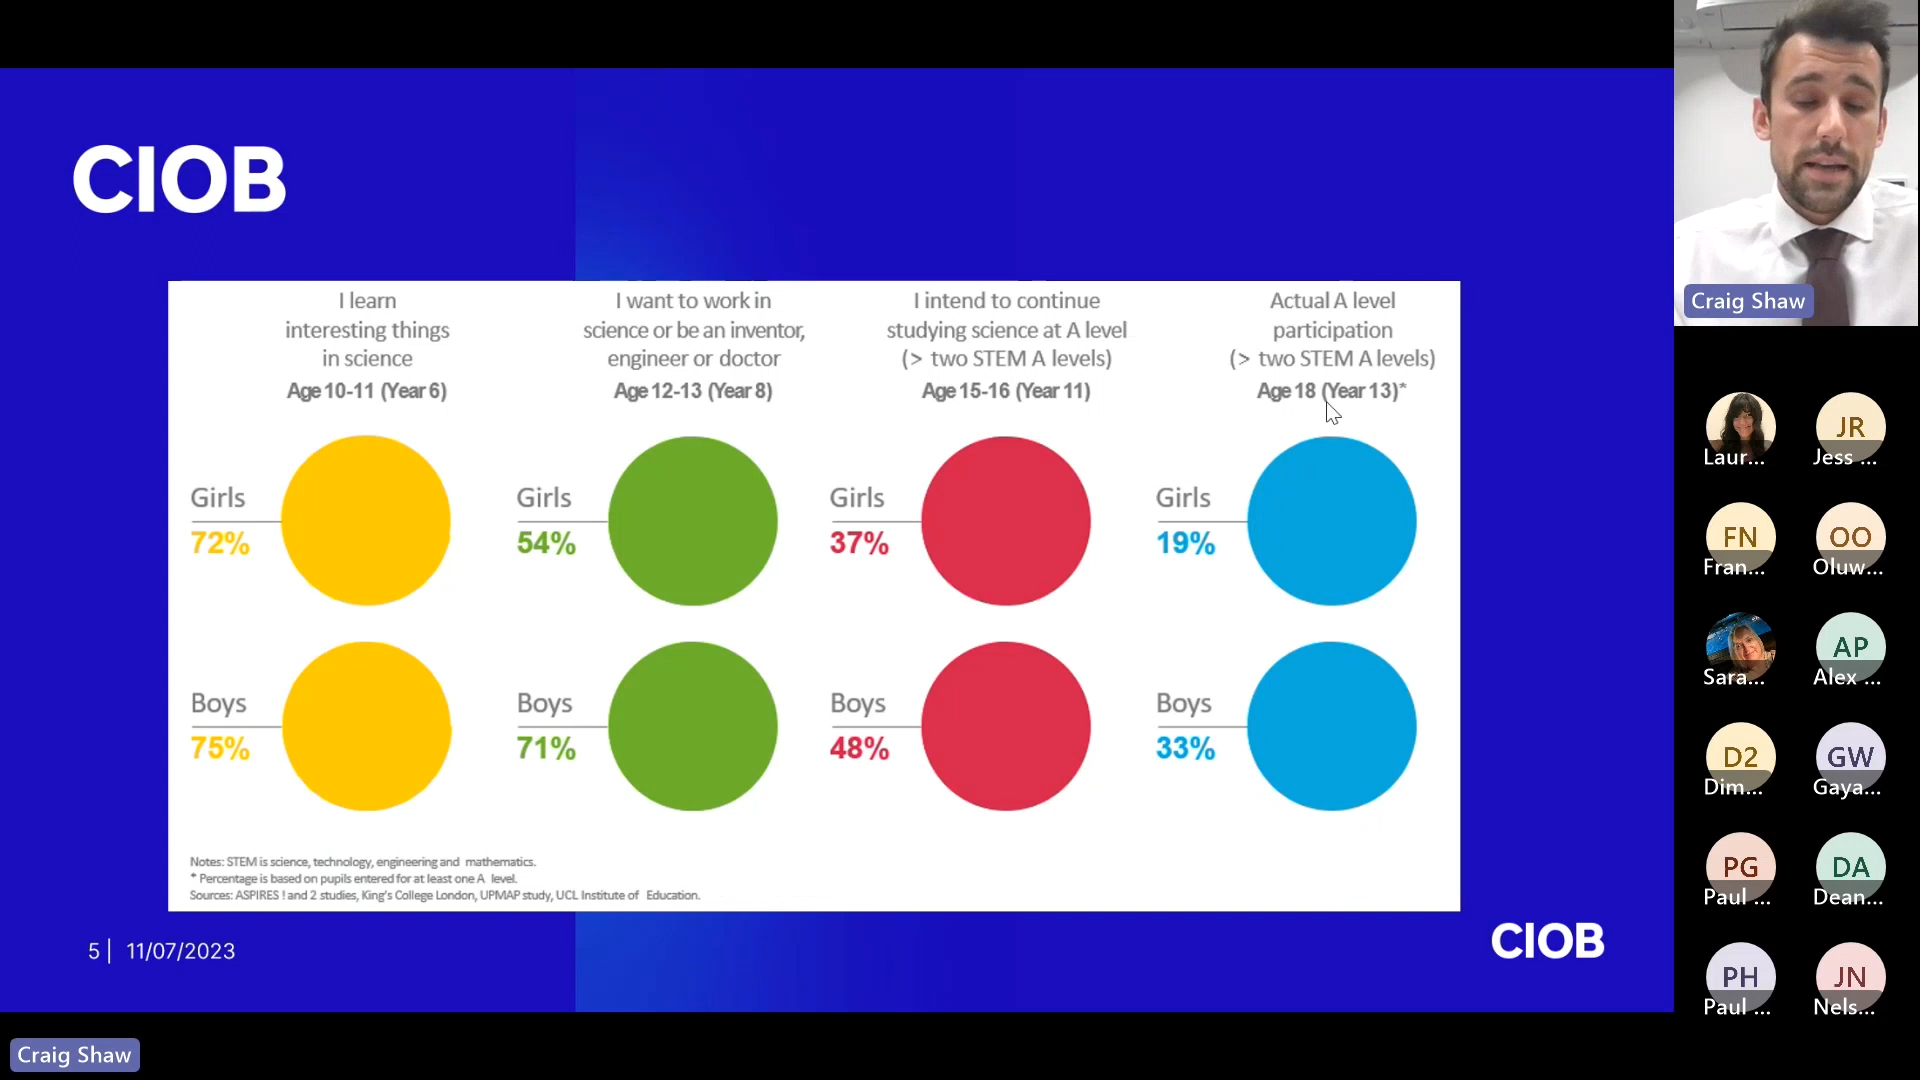 CIOB
I learn
interesting things
in science
Age 10-11 (Year 6)
I want to work in
science or be an inventor,
engineer or doctor
Age 12-13 (Year 8)
I intend to continue
studying science at A level
(> two STEM A levels)
Age 15-16 (Year 11)
Actual A level
participation
(> two STEM A levels)
Age 18 (Year 13)*
Girls
72%
Girls
54%
Girls
37%
Girls
19%
Boys
75%
Boys
71%
Boys
48%
Boys
33%
Notes: STEM is science, technology, engineering and mathematics.
* Percentage is based on pupils entered for at least one A level.
Sources: ASPIRES ! and 2 studies, King's College London, UPMAP study, UCL Institute of Education.
5| 11/07/2023
CIOB
Craig Shaw
Craig Shaw
Laur...
JR
Jess ...
FN
Fran...
OO
Oluw...
Sara...
AP
Alex ...
D2
Dim...
GW
Gaya...
PG
Paul ...
DA
Dean...
PH
Paul ...
JN
Nels...